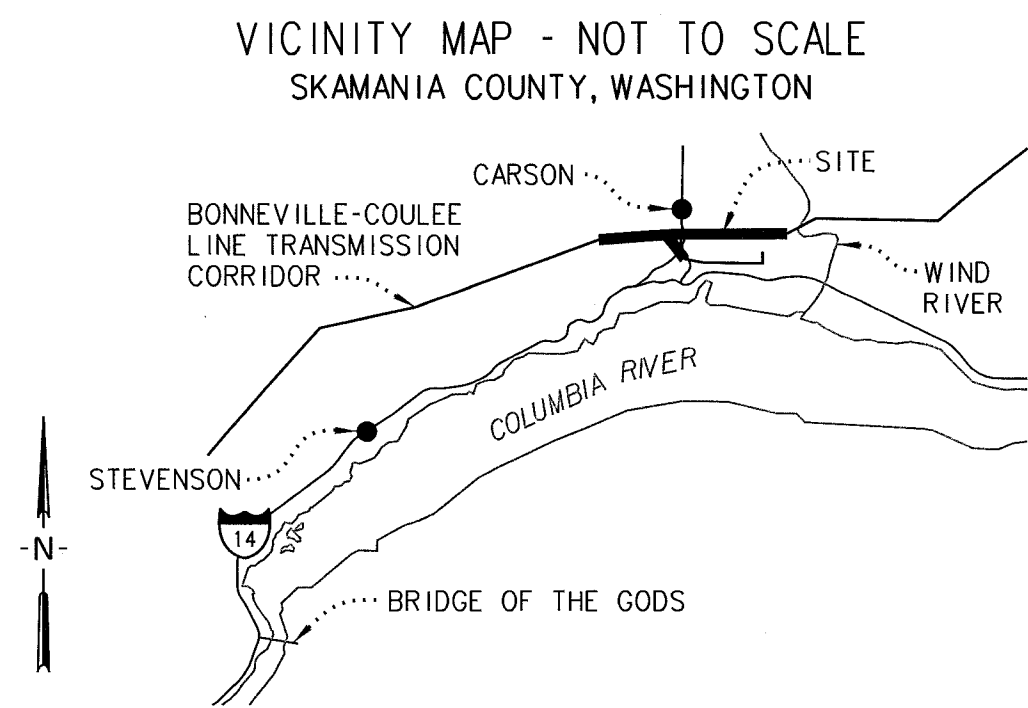 VICINITY MAP - NOT TO SCALE
SKAMANIA COUNTY, WASHINGTON
CARSON
SITE
BONNEVILLE-COULEE
LINE TRANSMISSION
CORRIDOR
WIND
RIVER
COLUMBIA RIVER
STEVENSON
14
-N-
BRIDGE OF THE GODS